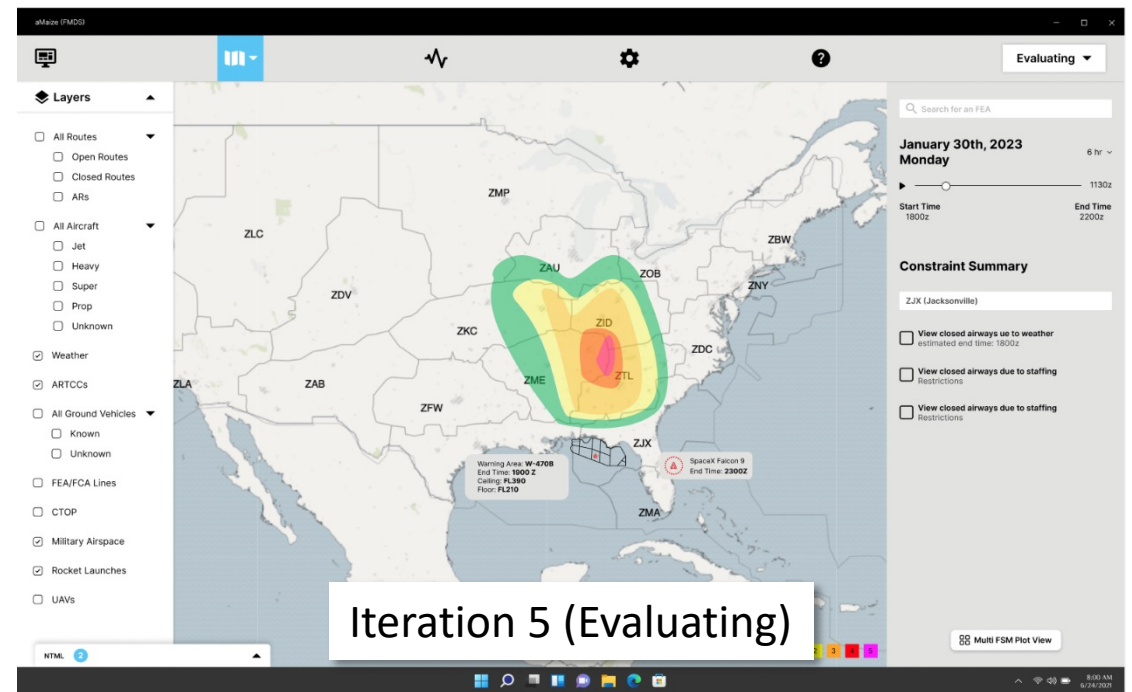 aMaize (FMDS)
Evaluating
Layers
All Routes
Open Routes
Closed Routes
ARs
All Aircraft
Jet
Heavy
Super
Prop
Unknown
Weather
ARTCCs
All Ground Vehicles
Known
Unknown
FEA/FCA Lines
CTOP
Military Airspace
Rocket Launches
UAVs
NTML 2
ZMP
ZLC
ZBW
ZAU
ZOB
ZNY
ZDV
ZID
ZKC
ZDC
ZLA
ZAB
ZME
ZTL
ZFW
ZJX
Warning Area: W-470B
End Time: 1900 Z
Ceiling: FL390
Floor: FL210
SpaceX Falcon 9
End Time: 2300Z
ZMA
2 3 4 5
Search for an FEA
January 30th, 2023
Monday
6 hr
1130z
Start Time
1800z
End Time
2200z
Constraint Summary
ZJX (Jacksonville)
View closed airways ue to weather
estimated end time: 1800z
View closed airways due to staffing
Restrictions
View closed airways due to staffing
Restrictions
Multi FSM Plot View
Iteration 5 (Evaluating)
8:00 AM
6/24/2021